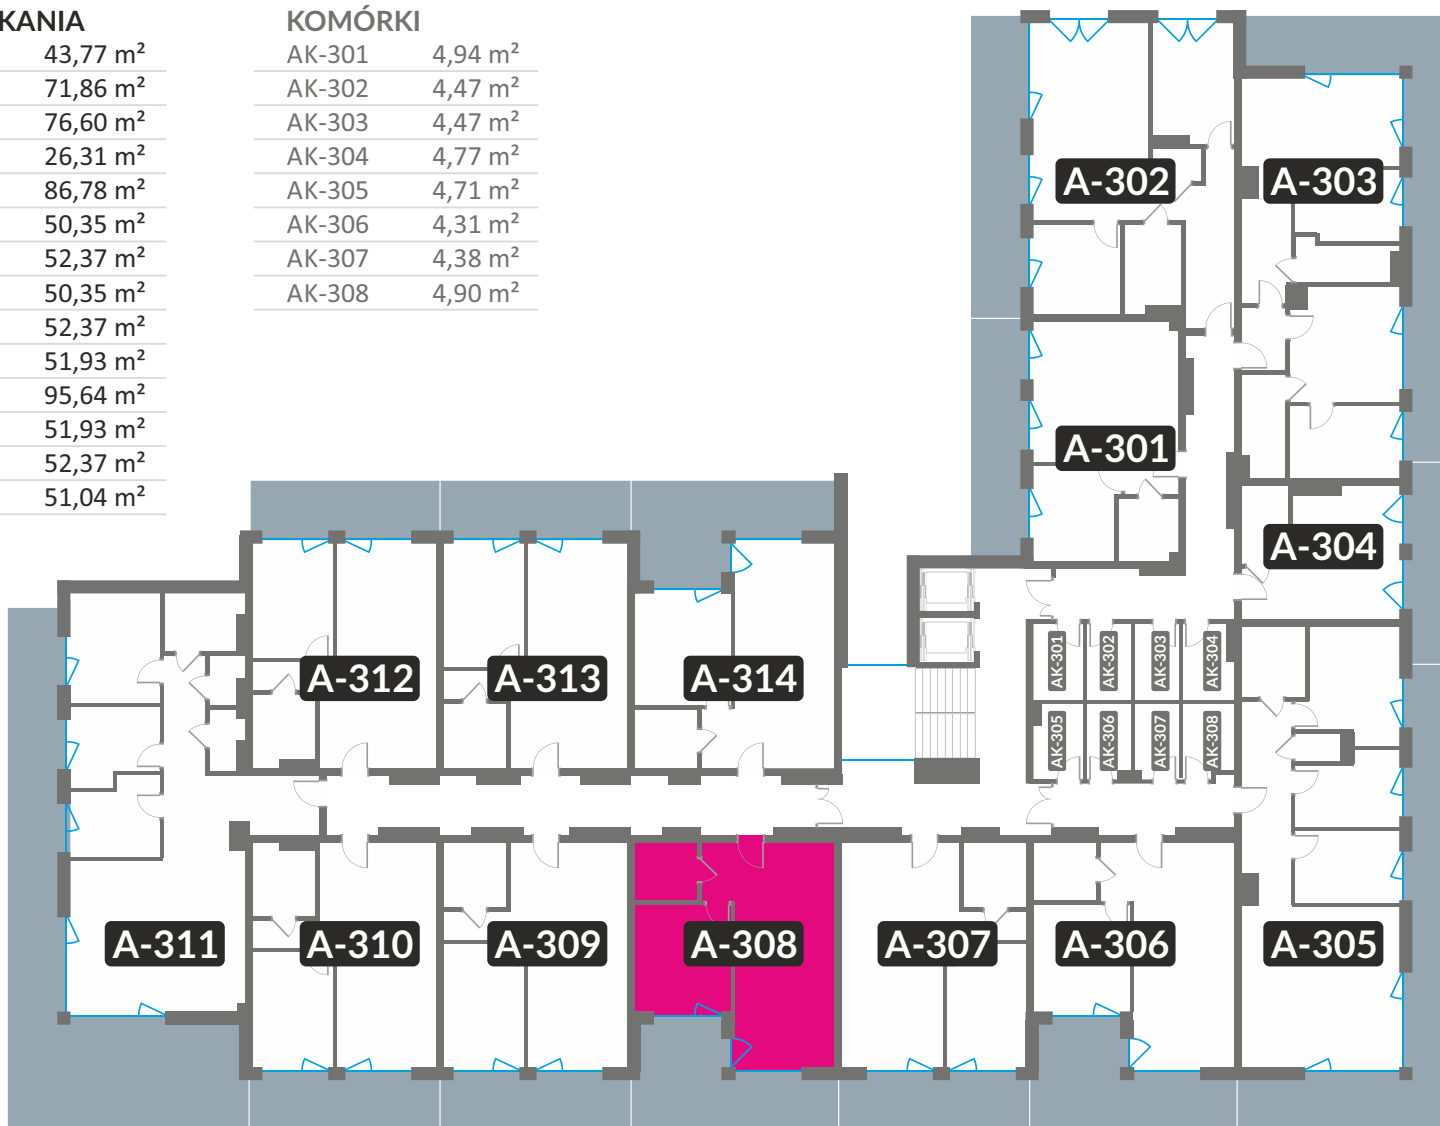 KANIA
43,77 m²
71,86 m²
76,60 m²
26,31 m²
86,78 m²
50,35 m²
52,37 m²
50,35 m²
52,37 m²
51,93 m²
95,64 m²
51,93 m²
52,37 m²
51,04 m²
KOMÓRKI
AK-301 4,94 m²
AK-302 4,47 m²
AK-303 4,47 m²
AK-304 4,77 m²
AK-305 4,71 m²
AK-306 4,31 m²
AK-307 4,38 m²
AK-308 4,90 m²
A-302
A-303
A-301
A-304
AK-301
AK-302
AK-303
AK-304
A-312
A-313
A-314
AK-305
AK-306
AK-307
AK-308
A-311
A-310
A-309
A-308
A-307
A-306
A-305